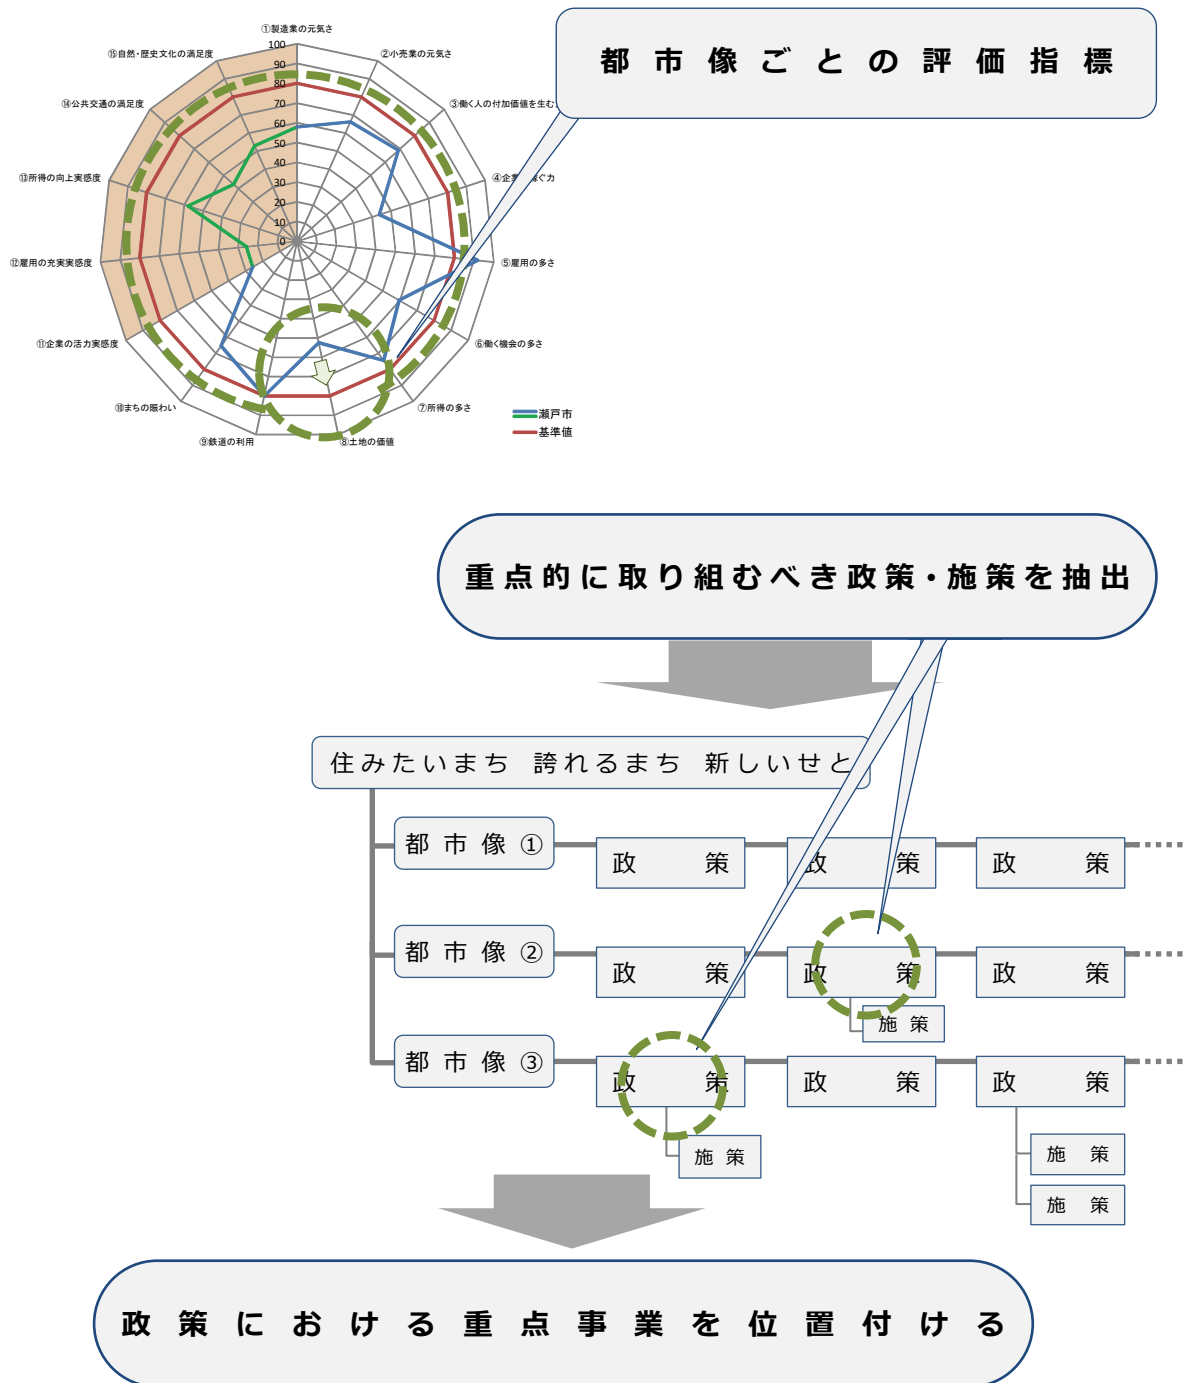 都市像ごとの評価指標
①製造業の元気さ
②小売業の元気さ
③働く人の付加価値を生む
④企業
ぐ力
⑤雇用の多さ
⑥働く機会の多さ
⑦所得の多さ
⑧土地の価値
⑨鉄道の利用
⑩まちの賑わい
⑪企業の活力実感度
⑫雇用の充実実感度
⑬所得の向上実感度
⑭公共交通の満足度
⑮自然・歴史文化の満足度
100
90
80
70
60
50
40
30
20
10
0
瀬戸市
基準値
重点的に取り組むべき政策・施策を抽出
住みたいまち 誇れるまち 新しいせと
都市像① 政策 政策 政策
都市像② 政策 政策 政策
施策
都市像③ 政策 政策 政策
施策 施策
施策
政策における重点事業を位置付ける